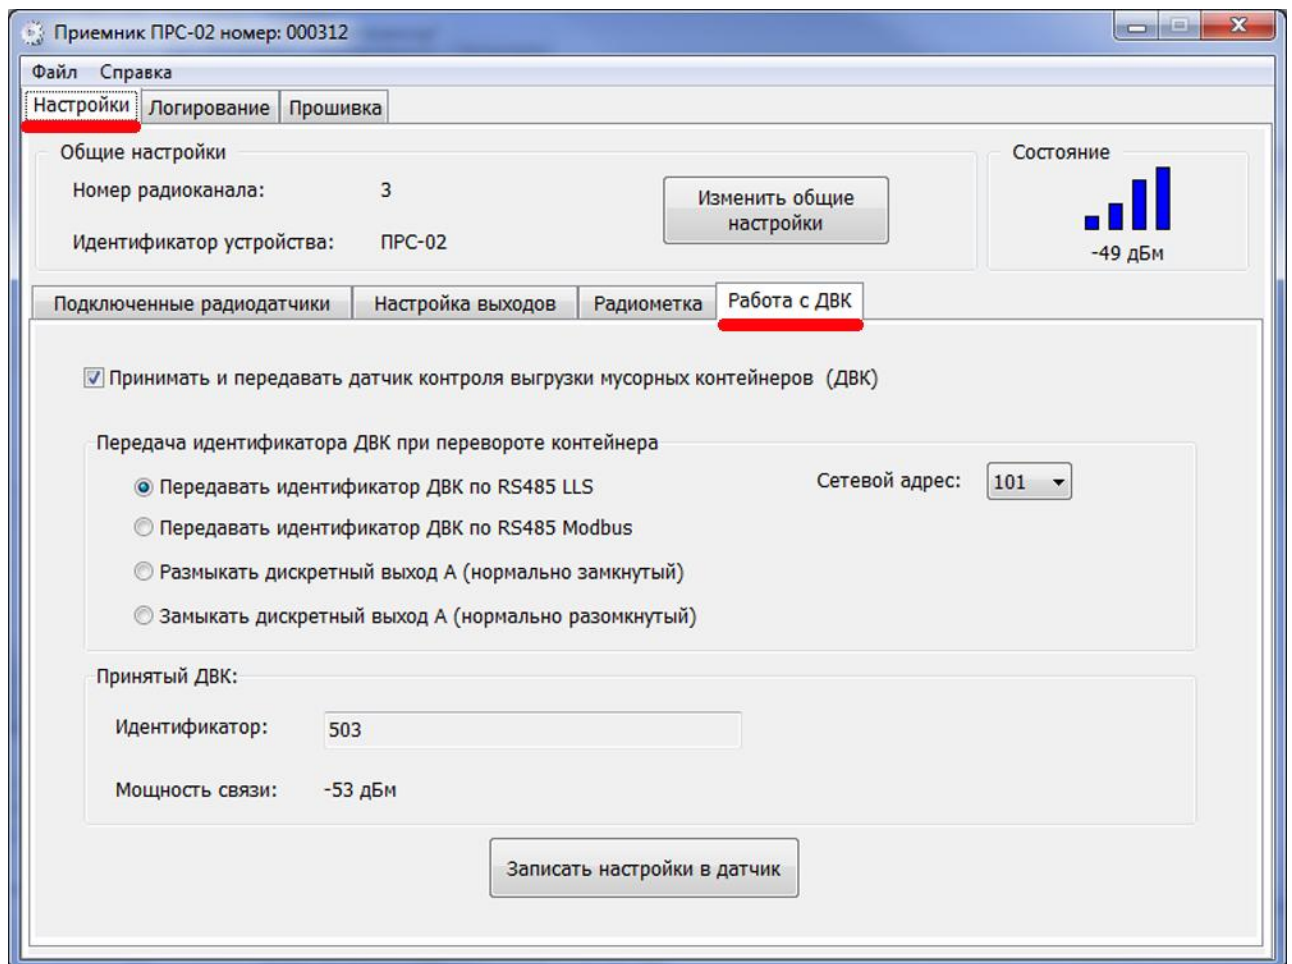 Приемник ПРС-02 номер: 000312
Файл Справка
Настройки Логирование Прошивка
Общие настройки
Состояние
Номер радиоканала: 3
Изменить общие
настройки
Идентификатор устройства: ПРС-02
-49 дБм
Подключенные радиодатчики Настройка выходов Радиометка Работа с ДВК
Принимать и передавать датчик контроля выгрузки мусорных контейнеров (ДВК)
Передача идентификатора ДВК при перевороте контейнера
Передавать идентификатор ДВК по RS485 LLS
Сетевой адрес: 101
Передавать идентификатор ДВК по RS485 Modbus
Размыкать дискретный выход А (нормально замкнутый)
Замыкать дискретный выход А (нормально разомкнутый)
Принятый ДВК:
Идентификатор: 503
Мощность связи: -53 дБм
Записать настройки в датчик